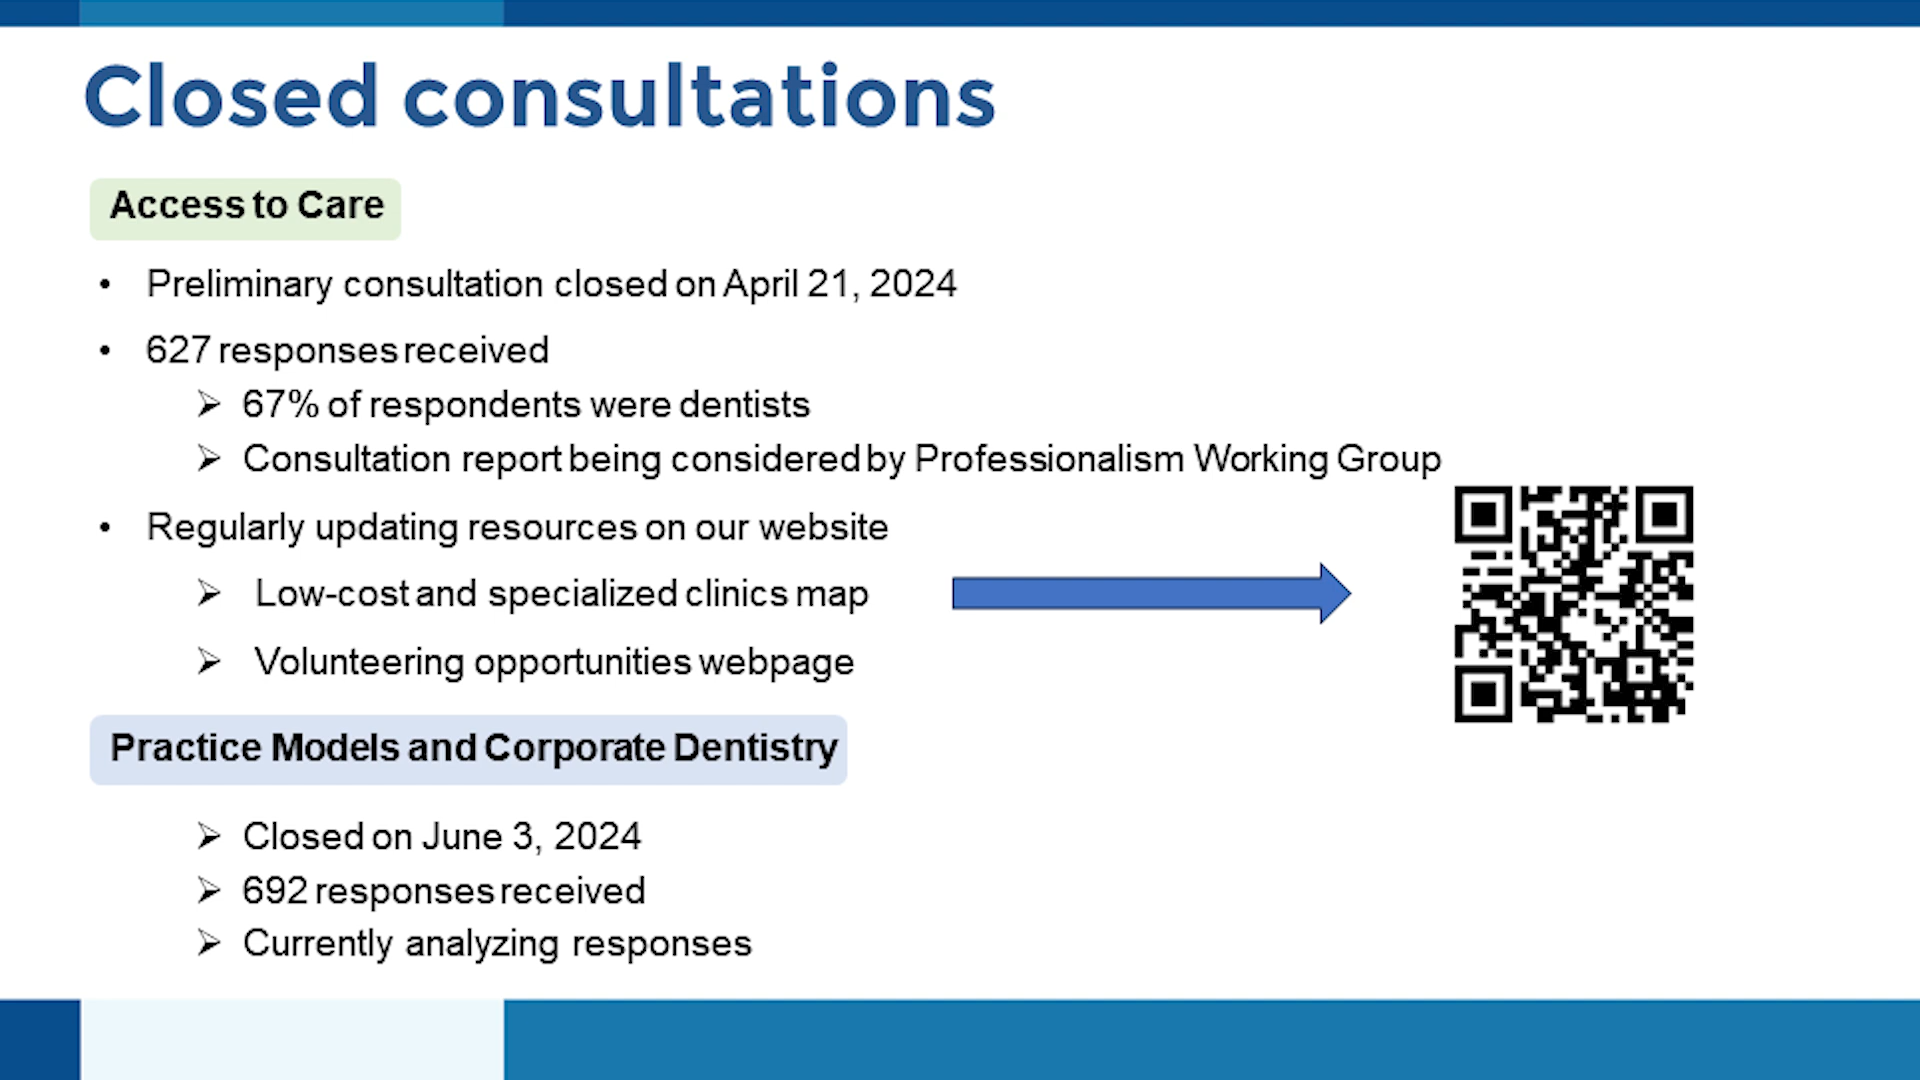 Closed consultations
Access to Care
• Preliminary consultation closed on April 21, 2024
• 627 responses received
➢ 67% of respondents were dentists
➢ Consultation report being considered by Professionalism Working Group
• Regularly updating resources on our website
➢ Low-cost and specialized clinics map
➢ Volunteering opportunities webpage
Practice Models and Corporate Dentistry
➢ Closed on June 3, 2024
➢ 692 responses received
➢ Currently analyzing responses